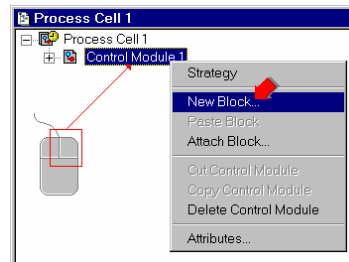 Process Cell 1
Process Cell 1
Control Module 1
Strategy
New Block...
Paste Block
Attach Block...
Cut Control Module
Copy Control Module
Delete Control Module
Attributes...